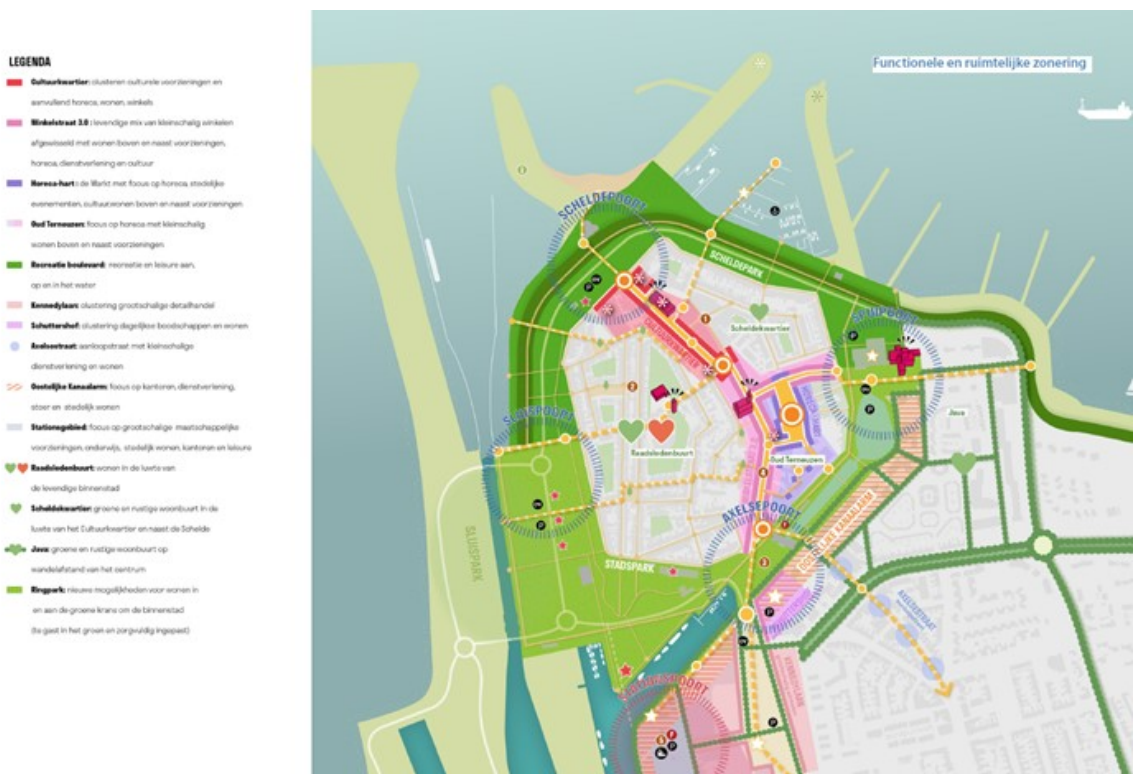 LEGENDA
Cultuurkwartier: clusteren culturele voorzieningen en
aanvullend horeca, wonen, winkels
Winkelstraat 3.0: levendige mix van kleinschalig winkelen
afgewisseld met wonen boven en naast voorzieningen,
horeca, dienstverlening en cultuur
Horeca-hart: de Markt met focus op horeca, stedelijke
evenementen, cultuur, wonen boven en naast voorzieningen
Oud Terneuzen: focus op horeca met kleinschalig
wonen boven en naast voorzieningen
Recreatie boulevard: recreatie en leisure aan,
op en in het water
Kennedylaan: clustering grootschalige detailhandel
Schuttershof: clustering dagelijkse boodschappen en wonen
Axelsestraat: aanloopstraat met kleinschalige
dienstverlening en wonen
Oostelijke Kanaalarm: focus op kantoren, dienstverlening,
sfeer en stedelijk wonen
Stationsgebied: focus op grootschalige maatschappelijke
voorzieningen, onderwijs, stedelijk wonen, kantoren en leisure
Raadsledenbuurt: wonen in de luwte van
de levendige binnenstad
Scheldekwartier: groene en rustige woonbuurt in de
luwte van het Cultuurkwartier en naast de Schelde
Java: groene en rustige woonbuurt op
wandelafstand van het centrum
Ringpark: nieuwe mogelijkheden voor wonen in
en aan de groene krans om de binnenstad
(te gast in het groen en zorgvuldig ingepast)
Functionele en ruimtelijke zonering
SCHELDEPOORT
SCHELDEPARK
Scheldekwartier
CULTUURKWARTIER
SPUIPOORT
SLUISPOORT
Raadsledenbuurt
Oud Terneuzen
Java
AXELSEPOORT
OOSTELIJKE KANAALARM
SLUISPARK
STADSPARK
AXELSESTRAAT
KENNEDYLAAN